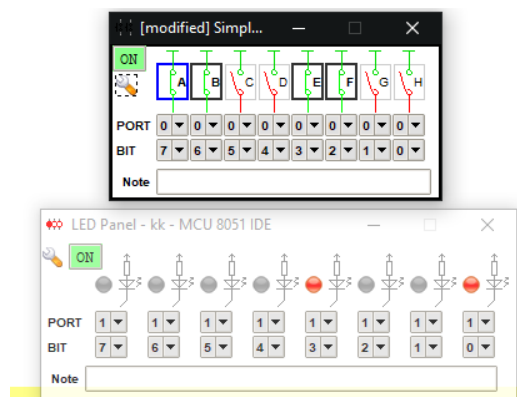 [modified] Simpl...
ON
A B C D E F G H
PORT 0 0 0 0 0 0 0 0
BIT 7 6 5 4 3 2 1 0
Note
LED Panel - kk - MCU 8051 IDE
ON
PORT 1 1 1 1 1 1 1 1
BIT 7 6 5 4 3 2 1 0
Note